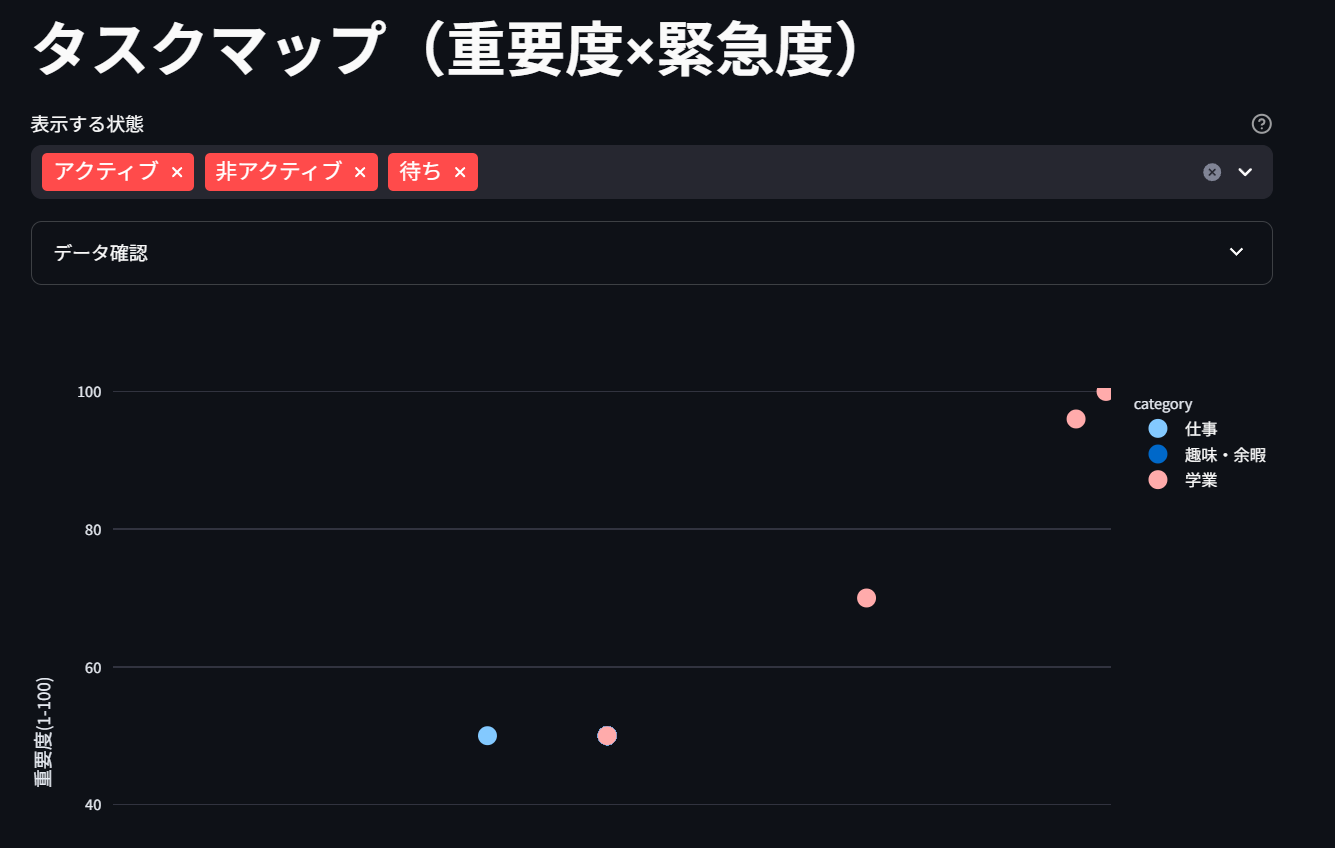 タスクマップ（重要度×緊急度）
表示する状態
アクティブ × 非アクティブ × 待ち ×
データ確認
100
80
60
40
重要度(1-100)
category
仕事
趣味・余暇
学業